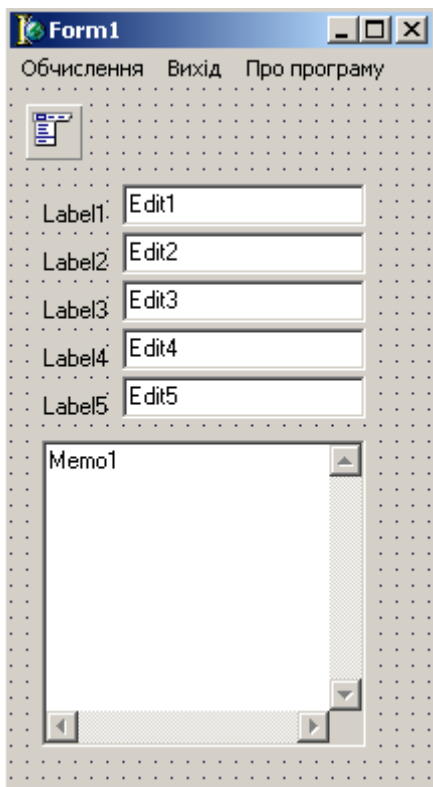 Form1
Обчислення Вихід Про програму
Label1 Edit1
Label2 Edit2
Label3 Edit3
Label4 Edit4
Label5 Edit5
Memo1